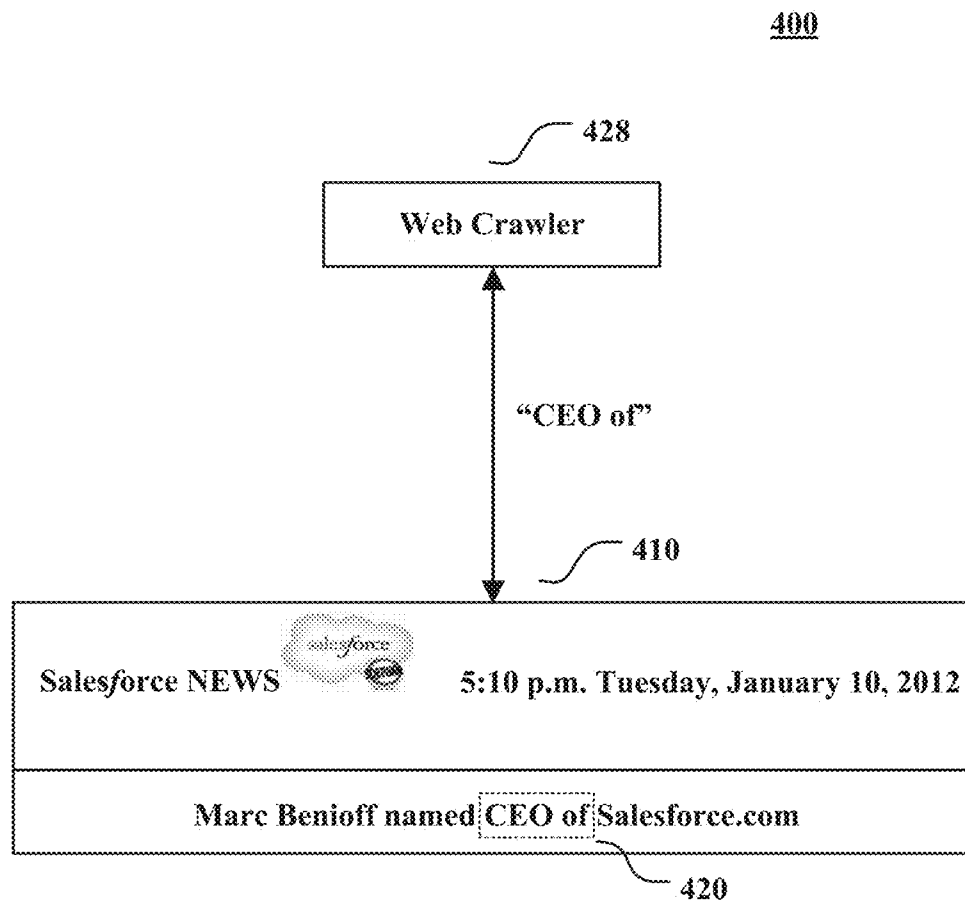 400
428
Web Crawler
“CEO of”
410
Salesforce NEWS
salesforce
5:10 p.m. Tuesday, January 10, 2012
Marc Benioff named CEO of Salesforce.com
420